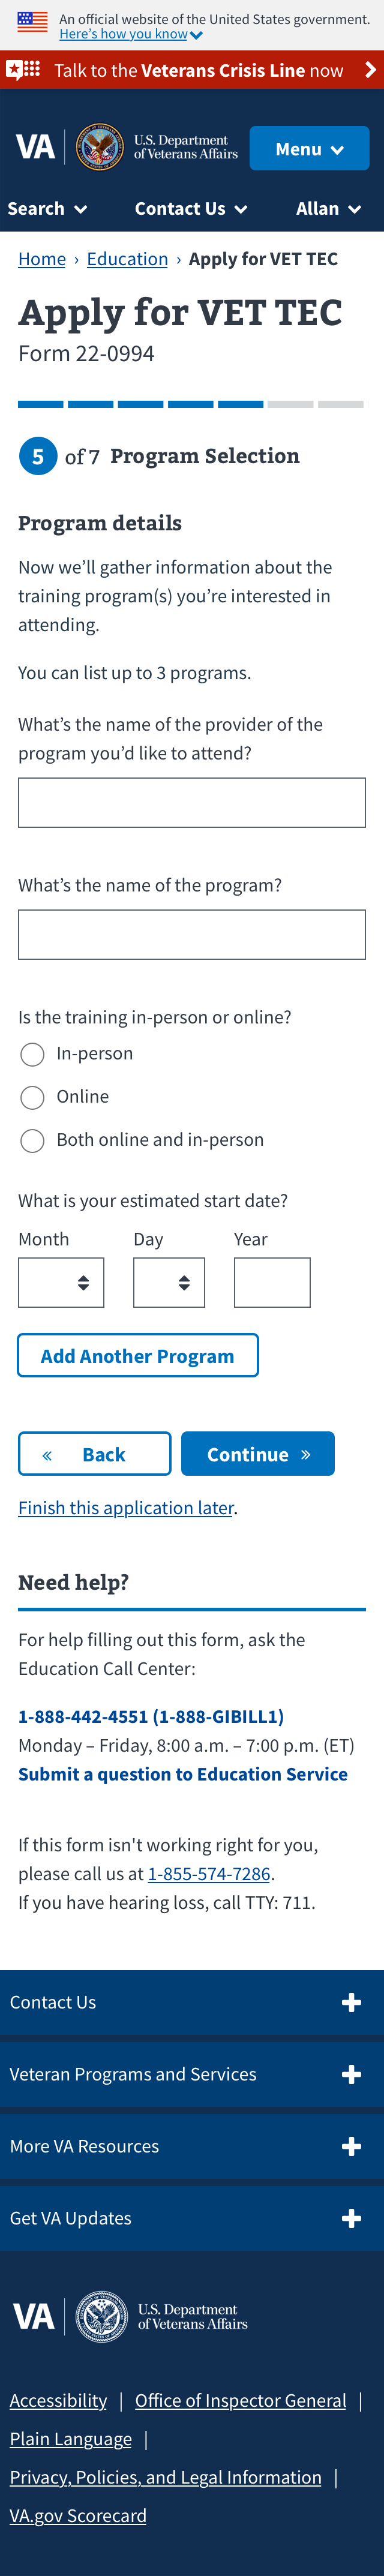 An official website of the United States government.
Here’s how you know
Talk to the Veterans Crisis Line now
VA
U.S. Department
of Veterans Affairs
Menu
Search
Contact Us
Allan
Home › Education › Apply for VET TEC
Apply for VET TEC
Form 22-0994
5 of 7 Program Selection
Program details
Now we’ll gather information about the
training program(s) you’re interested in
attending.
You can list up to 3 programs.
What’s the name of the provider of the
program you’d like to attend?
What’s the name of the program?
Is the training in-person or online?
In-person
Online
Both online and in-person
What is your estimated start date?
Month Day Year
Add Another Program
« Back
Continue »
Finish this application later.
Need help?
For help filling out this form, ask the
Education Call Center:
1-888-442-4551 (1-888-GIBILL1)
Monday – Friday, 8:00 a.m. – 7:00 p.m. (ET)
Submit a question to Education Service
If this form isn't working right for you,
please call us at 1-855-574-7286.
If you have hearing loss, call TTY: 711.
Contact Us
Veteran Programs and Services
More VA Resources
Get VA Updates
VA
U.S. Department
of Veterans Affairs
Accessibility | Office of Inspector General |
Plain Language |
Privacy, Policies, and Legal Information |
VA.gov Scorecard